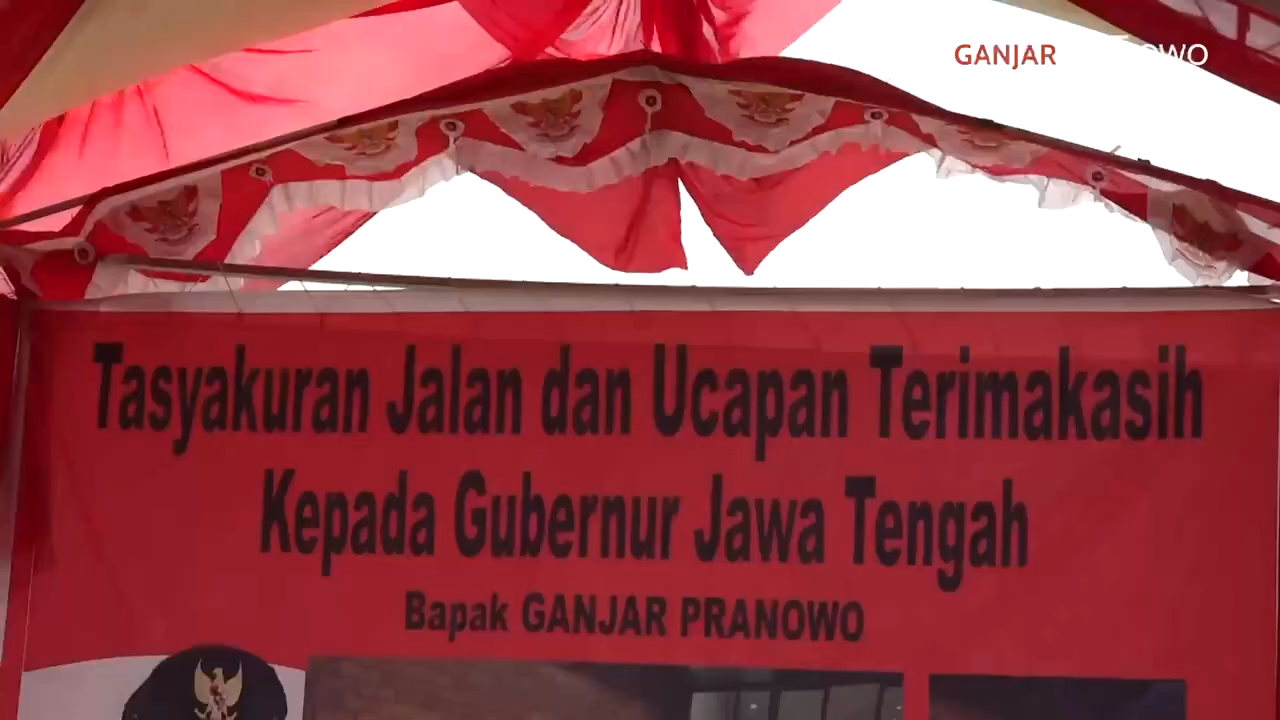 GANJAR
Tasyakuran Jalan dan Ucapan Terimakasih
Kepada Gubernur Jawa Tengah
Bapak GANJAR PRANOWO